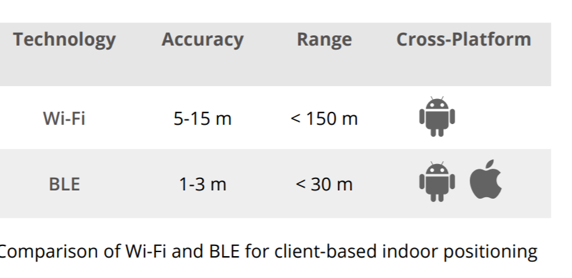 Technology Accuracy Range Cross-Platform
Wi-Fi 5-15 m < 150 m
BLE 1-3 m < 30 m
Comparison of Wi-Fi and BLE for client-based indoor positioning